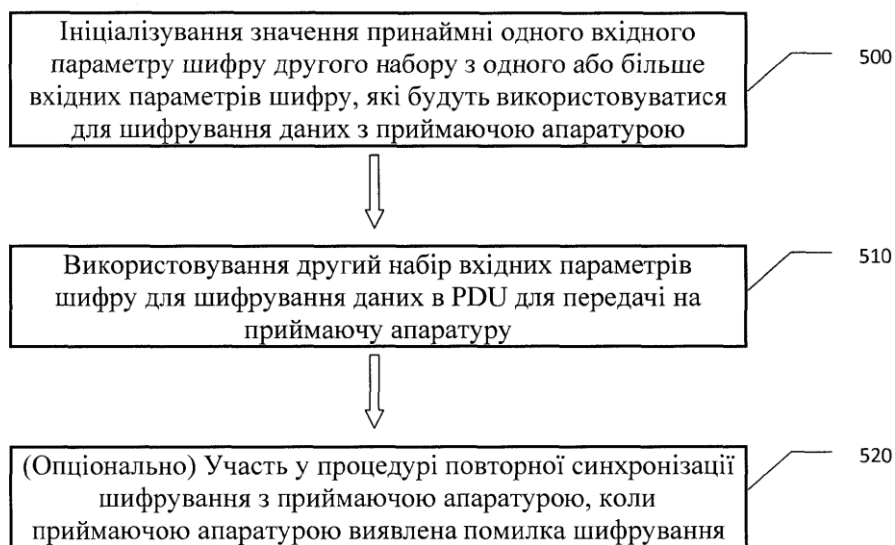 Ініціалізування значення принаймні одного вхідного
параметру шифру другого набору з одного або більше
вхідних параметрів шифру, які будуть використовуватися
для шифрування даних з приймаючою апаратурою
500
Використовування другий набір вхідних параметрів
шифру для шифрування даних в PDU для передачі на
приймаючу апаратуру
510
(Опціонально) Участь у процедурі повторної синхронізації
шифрування з приймаючою апаратурою, коли
приймаючою апаратурою виявлена помилка шифрування
520